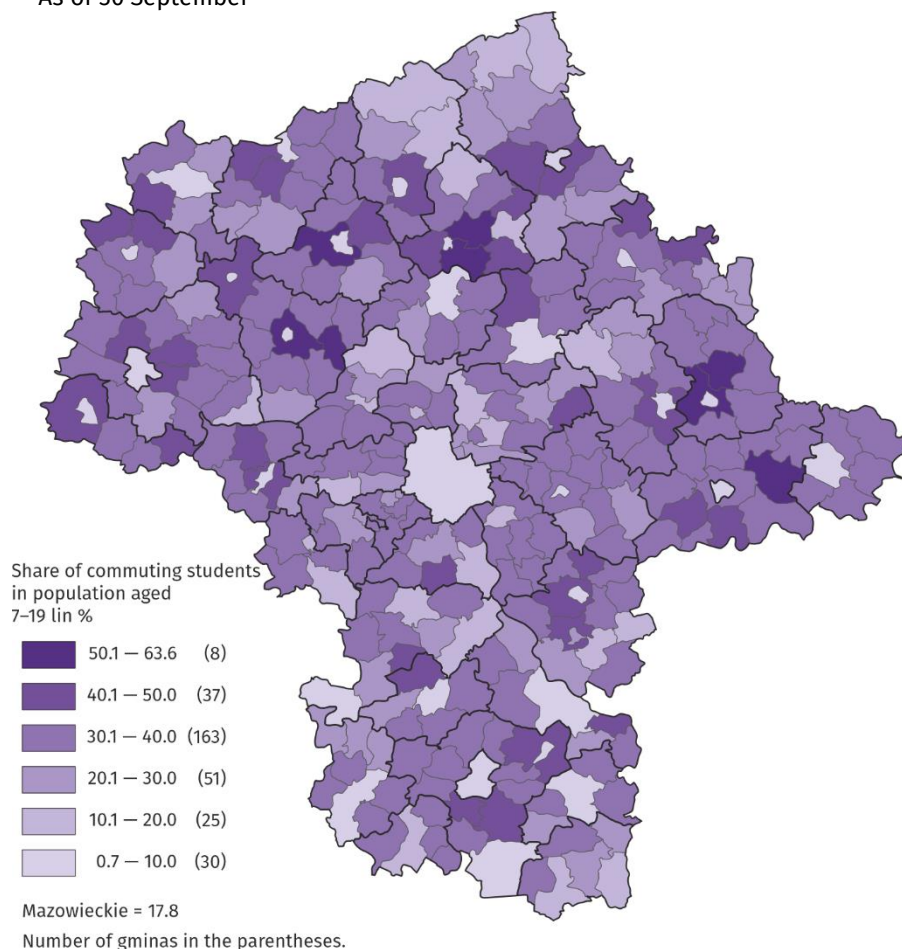 As of 30 September
Share of commuting students
in population aged
7–19 lin %
50.1 — 63.6 (8)
40.1 — 50.0 (37)
30.1 — 40.0 (163)
20.1 — 30.0 (51)
10.1 — 20.0 (25)
0.7 — 10.0 (30)
Mazowieckie = 17.8
Number of gminas in the parentheses.